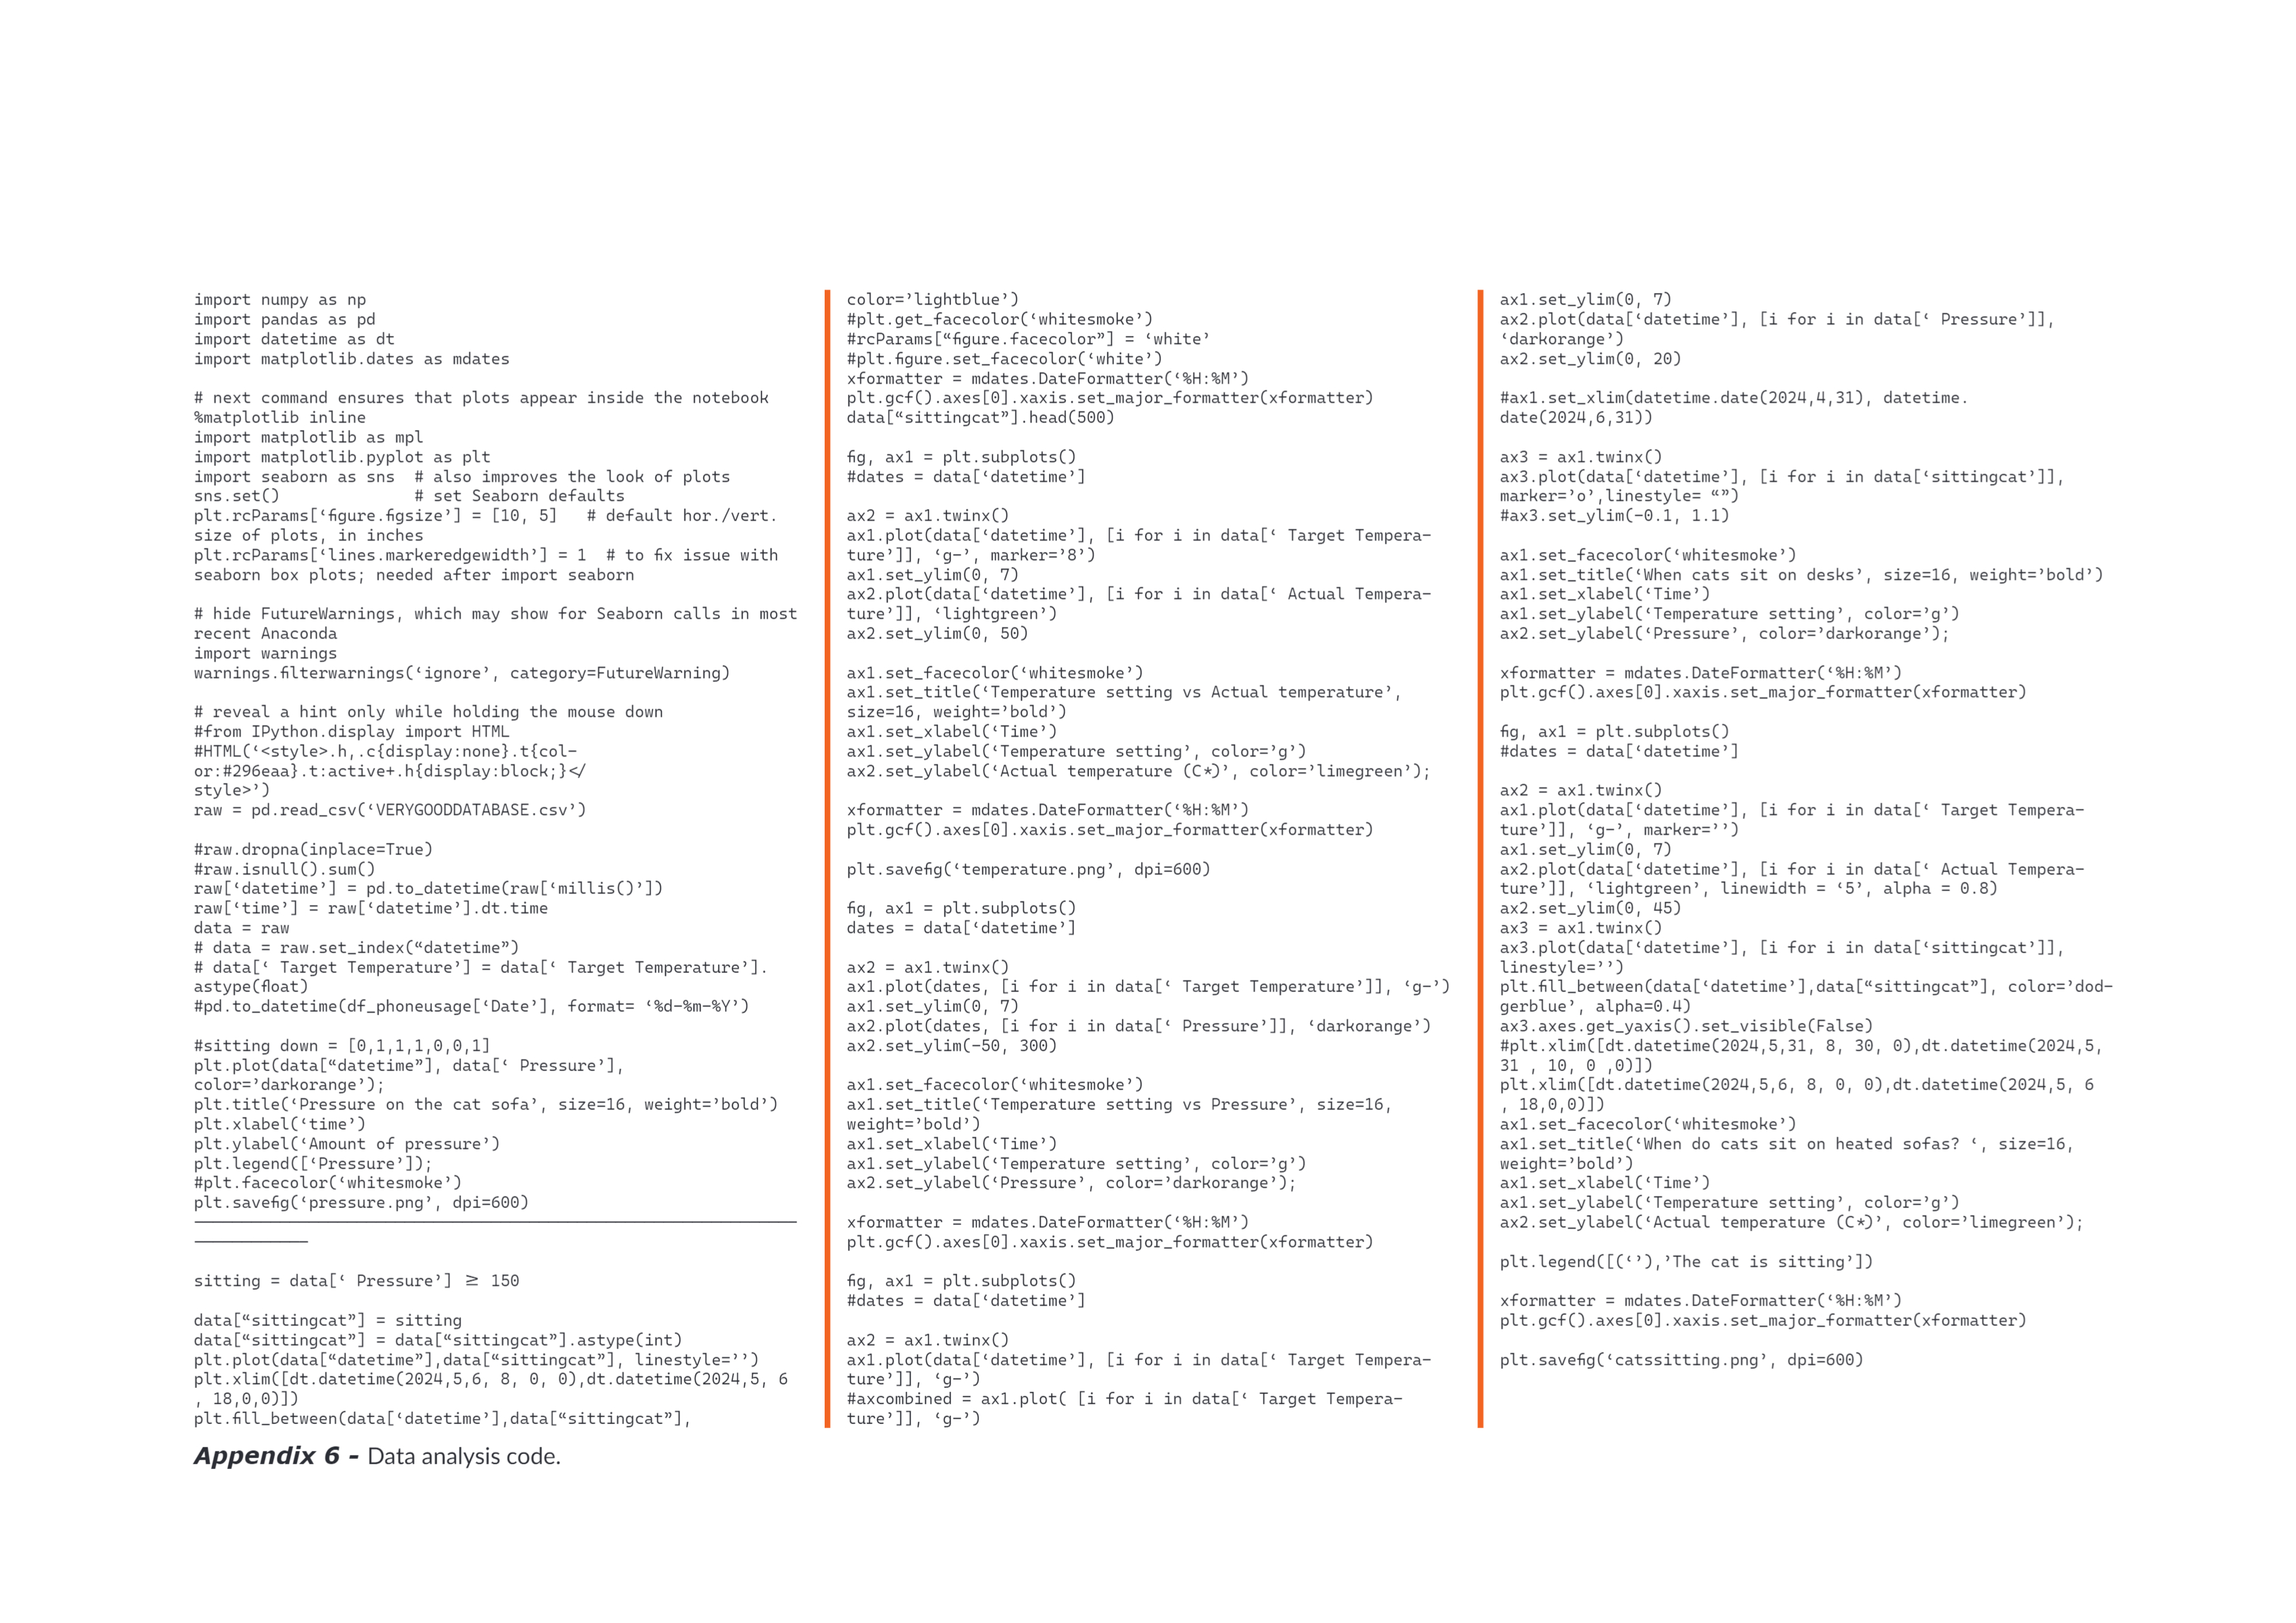 import numpy as np
import pandas as pd
import datetime as dt
import matplotlib.dates as mdates
# next command ensures that plots appear inside the notebook
%matplotlib inline
import matplotlib as mpl
import matplotlib.pyplot as plt
import seaborn as sns  # also improves the look of plots
sns.set()              # set Seaborn defaults
plt.rcParams[‘figure.figsize’] = [10, 5]   # default hor./vert.
size of plots, in inches
plt.rcParams[‘lines.markeredgewidth’] = 1  # to fix issue with
seaborn box plots; needed after import seaborn
# hide FutureWarnings, which may show for Seaborn calls in most
recent Anaconda
import warnings
warnings.filterwarnings(‘ignore’, category=FutureWarning)
# reveal a hint only while holding the mouse down
#from IPython.display import HTML
#HTML(‘<style>.h,.c{display:none}.t{col-
or:#296eaa}.t:active+.h{display:block;}</
style>’)
raw = pd.read_csv(‘VERYGOODDATABASE.csv’)
#raw.dropna(inplace=True)
#raw.isnull().sum()
raw[‘datetime’] = pd.to_datetime(raw[‘millis()’])
raw[‘time’] = raw[‘datetime’].dt.time
data = raw
# data = raw.set_index(“datetime”)
# data[‘ Target Temperature’] = data[‘ Target Temperature’].
astype(float)
#pd.to_datetime(df_phoneusage[‘Date’], format= ‘%d-%m-%Y’)
#sitting down = [0,1,1,1,0,0,1]
plt.plot(data[“datetime”], data[‘ Pressure’],
color=’darkorange’);
plt.title(‘Pressure on the cat sofa’, size=16, weight=’bold’)
plt.xlabel(‘time’)
plt.ylabel(‘Amount of pressure’)
plt.legend([‘Pressure’]);
#plt.facecolor(‘whitesmoke’)
plt.savefig(‘pressure.png’, dpi=600)
sitting = data[‘ Pressure’] ≥ 150
data[“sittingcat”] = sitting
data[“sittingcat”] = data[“sittingcat”].astype(int)
plt.plot(data[“datetime”],data[“sittingcat”], linestyle=’’)
plt.xlim([dt.datetime(2024,5,6, 8, 0, 0),dt.datetime(2024,5, 6
, 18,0,0)])
plt.fill_between(data[‘datetime’],data[“sittingcat”],
color=’lightblue’)
#plt.get_facecolor(‘whitesmoke’)
#rcParams[“figure.facecolor”] = ‘white’
#plt.figure.set_facecolor(‘white’)
xformatter = mdates.DateFormatter(‘%H:%M’)
plt.gcf().axes[0].xaxis.set_major_formatter(xformatter)
data[“sittingcat”].head(500)
fig, ax1 = plt.subplots()
#dates = data[‘datetime’]
ax2 = ax1.twinx()
ax1.plot(data[‘datetime’], [i for i in data[‘ Target Tempera-
ture’]], ‘g-’, marker=’8’)
ax1.set_ylim(0, 7)
ax2.plot(data[‘datetime’], [i for i in data[‘ Actual Tempera-
ture’]], ‘lightgreen’)
ax2.set_ylim(0, 50)
ax1.set_facecolor(‘whitesmoke’)
ax1.set_title(‘Temperature setting vs Actual temperature’,
size=16, weight=’bold’)
ax1.set_xlabel(‘Time’)
ax1.set_ylabel(‘Temperature setting’, color=’g’)
ax2.set_ylabel(‘Actual temperature (C*)’, color=’limegreen’);
xformatter = mdates.DateFormatter(‘%H:%M’)
plt.gcf().axes[0].xaxis.set_major_formatter(xformatter)
plt.savefig(‘temperature.png’, dpi=600)
fig, ax1 = plt.subplots()
dates = data[‘datetime’]
ax2 = ax1.twinx()
ax1.plot(dates, [i for i in data[‘ Target Temperature’]], ‘g-’)
ax1.set_ylim(0, 7)
ax2.plot(dates, [i for i in data[‘ Pressure’]], ‘darkorange’)
ax2.set_ylim(-50, 300)
ax1.set_facecolor(‘whitesmoke’)
ax1.set_title(‘Temperature setting vs Pressure’, size=16,
weight=’bold’)
ax1.set_xlabel(‘Time’)
ax1.set_ylabel(‘Temperature setting’, color=’g’)
ax2.set_ylabel(‘Pressure’, color=’darkorange’);
xformatter = mdates.DateFormatter(‘%H:%M’)
plt.gcf().axes[0].xaxis.set_major_formatter(xformatter)
fig, ax1 = plt.subplots()
#dates = data[‘datetime’]
ax2 = ax1.twinx()
ax1.plot(data[‘datetime’], [i for i in data[‘ Target Tempera-
ture’]], ‘g-’)
#axcombined = ax1.plot( [i for i in data[‘ Target Tempera-
ture’]], ‘g-’)
ax1.set_ylim(0, 7)
ax2.plot(data[‘datetime’], [i for i in data[‘ Pressure’]],
‘darkorange’)
ax2.set_ylim(0, 20)
#ax1.set_xlim(datetime.date(2024,4,31), datetime.
date(2024,6,31))
ax3 = ax1.twinx()
ax3.plot(data[‘datetime’], [i for i in data[‘sittingcat’]],
marker=’o’,linestyle= “”)
#ax3.set_ylim(-0.1, 1.1)
ax1.set_facecolor(‘whitesmoke’)
ax1.set_title(‘When cats sit on desks’, size=16, weight=’bold’)
ax1.set_xlabel(‘Time’)
ax1.set_ylabel(‘Temperature setting’, color=’g’)
ax2.set_ylabel(‘Pressure’, color=’darkorange’);
xformatter = mdates.DateFormatter(‘%H:%M’)
plt.gcf().axes[0].xaxis.set_major_formatter(xformatter)
fig, ax1 = plt.subplots()
#dates = data[‘datetime’]
ax2 = ax1.twinx()
ax1.plot(data[‘datetime’], [i for i in data[‘ Target Tempera-
ture’]], ‘g-’, marker=’’)
ax1.set_ylim(0, 7)
ax2.plot(data[‘datetime’], [i for i in data[‘ Actual Tempera-
ture’]], ‘lightgreen’, linewidth = ‘5’, alpha = 0.8)
ax2.set_ylim(0, 45)
ax3 = ax1.twinx()
ax3.plot(data[‘datetime’], [i for i in data[‘sittingcat’]],
linestyle=’’)
plt.fill_between(data[‘datetime’],data[“sittingcat”], color=’dod-
gerblue’, alpha=0.4)
ax3.axes.get_yaxis().set_visible(False)
#plt.xlim([dt.datetime(2024,5,31, 8, 30, 0),dt.datetime(2024,5,
31 , 10, 0 ,0)])
plt.xlim([dt.datetime(2024,5,6, 8, 0, 0),dt.datetime(2024,5, 6
, 18,0,0)])
ax1.set_facecolor(‘whitesmoke’)
ax1.set_title(‘When do cats sit on heated sofas? ‘, size=16,
weight=’bold’)
ax1.set_xlabel(‘Time’)
ax1.set_ylabel(‘Temperature setting’, color=’g’)
ax2.set_ylabel(‘Actual temperature (C*)’, color=’limegreen’);
plt.legend([(‘’),’The cat is sitting’])
xformatter = mdates.DateFormatter(‘%H:%M’)
plt.gcf().axes[0].xaxis.set_major_formatter(xformatter)
plt.savefig(‘catssitting.png’, dpi=600)
Appendix 6 - Data analysis code.